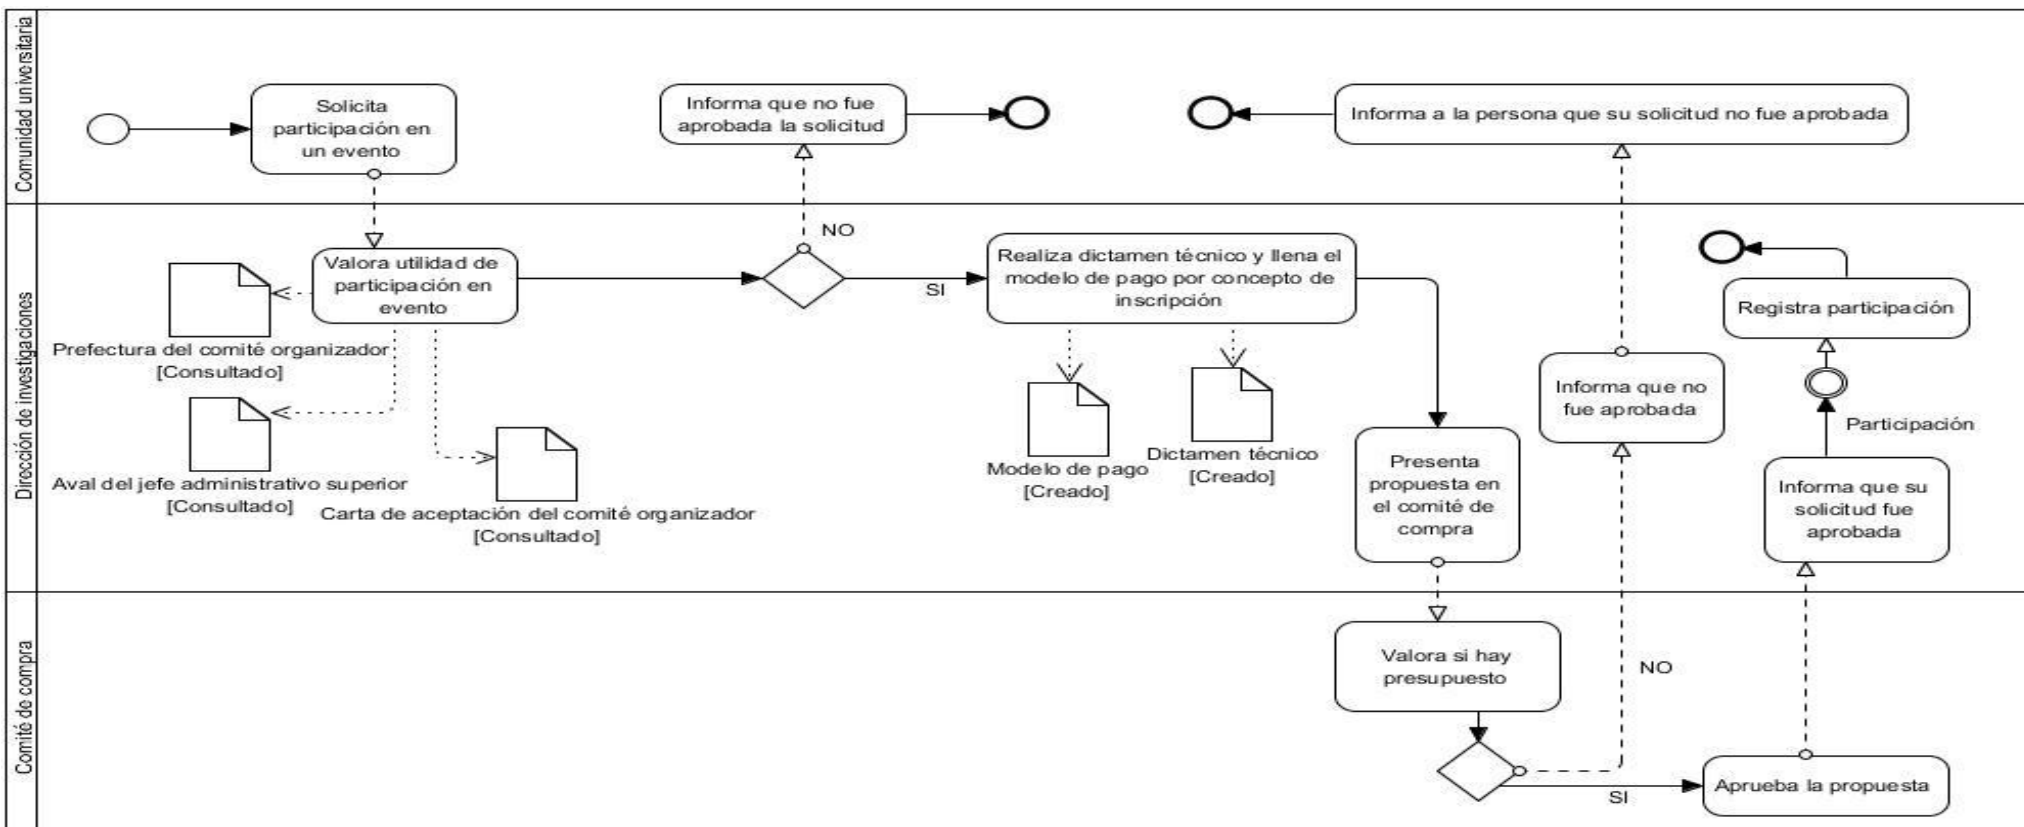 Comunidad universitaria
Solicita
participación en
un evento
Informa que no fue
aprobada la solicitud
Informa a la persona que su solicitud no fue aprobada
Dirección de investigaciones
Valora utilidad de
participación en
evento
Prefectura del comité organizador
[Consultado]
Aval del jefe administrativo superior
[Consultado]
Carta de aceptación del comité organizador
[Consultado]
NO
SI
Realiza dictamen técnico y llena el
modelo de pago por concepto de
inscripción
Modelo de pago
[Creado]
Dictamen técnico
[Creado]
Presenta
propuesta en
el comité de
compra
Informa que no
fue aprobada
Registra participación
Participación
Informa que su
solicitud fue
aprobada
Comité de compra
Valora si hay
presupuesto
NO
SI
Aprueba la propuesta